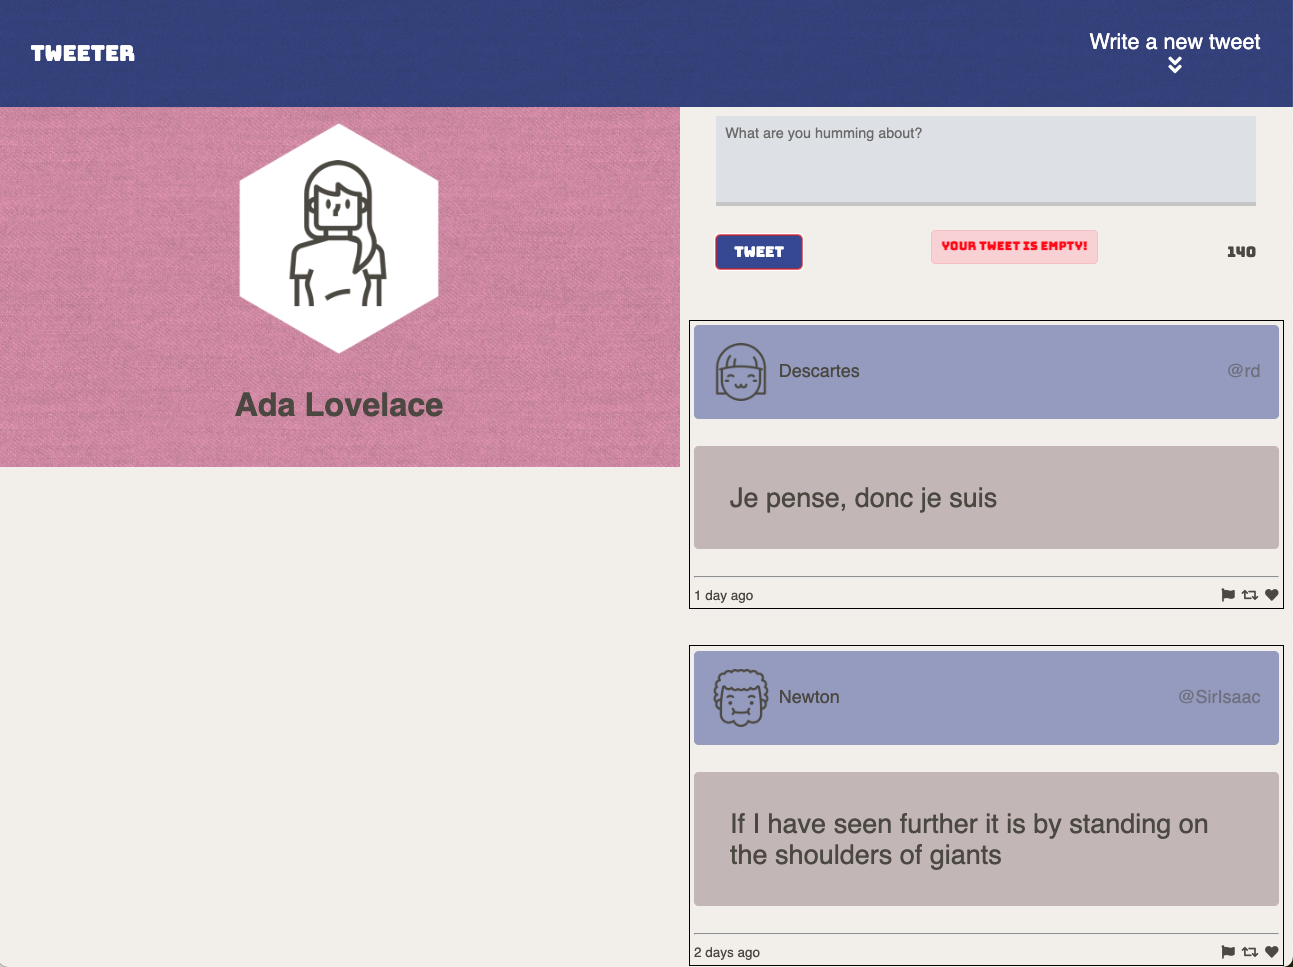 TWEETER
Write a new tweet
Ada Lovelace
What are you humming about?
TWEET
YOUR TWEET IS EMPTY!
140
Descartes
@rd
Je pense, donc je suis
1 day ago
Newton
@SirIsaac
If I have seen further it is by standing on
the shoulders of giants
2 days ago